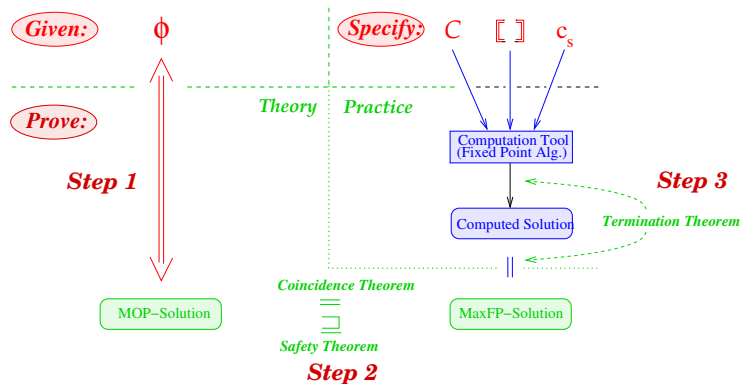 Given: ϕ Specify: C ⟦ ⟧ c_s
Theory Practice
Prove:
Computation Tool
(Fixed Point Alg.)
Step 1
Step 3
Computed Solution
Termination Theorem
Coincidence Theorem
MOP−Solution
=
MaxFP−Solution
⊒
Safety Theorem
Step 2